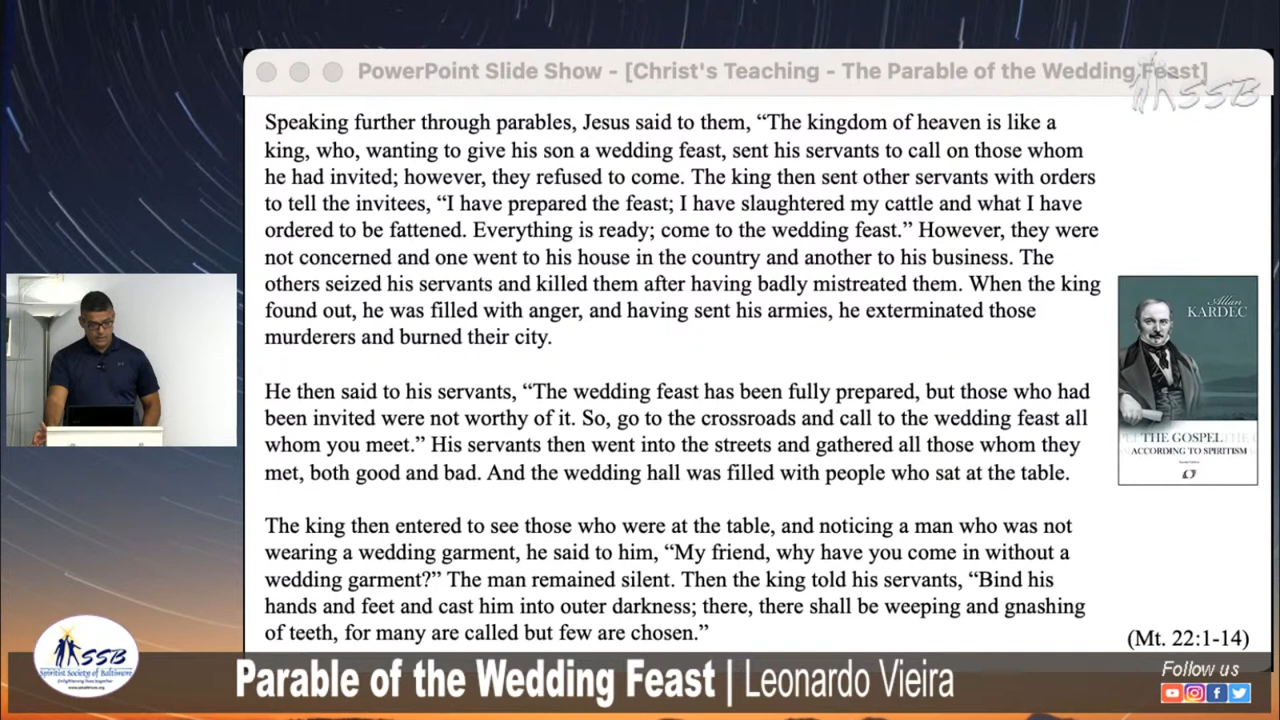 PowerPoint Slide Show - [Christ's Teaching - The Parable of the Wedding Feast]
SSB
Speaking further through parables, Jesus said to them, “The kingdom of heaven is like a
king, who, wanting to give his son a wedding feast, sent his servants to call on those whom
he had invited; however, they refused to come. The king then sent other servants with orders
to tell the invitees, “I have prepared the feast; I have slaughtered my cattle and what I have
ordered to be fattened. Everything is ready; come to the wedding feast.” However, they were
not concerned and one went to his house in the country and another to his business. The
others seized his servants and killed them after having badly mistreated them. When the king
found out, he was filled with anger, and having sent his armies, he exterminated those
murderers and burned their city.
He then said to his servants, “The wedding feast has been fully prepared, but those who had
been invited were not worthy of it. So, go to the crossroads and call to the wedding feast all
whom you meet.” His servants then went into the streets and gathered all those whom they
met, both good and bad. And the wedding hall was filled with people who sat at the table.
The king then entered to see those who were at the table, and noticing a man who was not
wearing a wedding garment, he said to him, “My friend, why have you come in without a
wedding garment?” The man remained silent. Then the king told his servants, “Bind his
hands and feet and cast him into outer darkness; there, there shall be weeping and gnashing
of teeth, for many are called but few are chosen.”
(Mt. 22:1-14)
Allan
KARDEC
THE GOSPEL
ACCORDING TO SPIRITISM
SSB
Spiritist Society of Baltimore
Parable of the Wedding Feast | Leonardo Vieira
Follow us